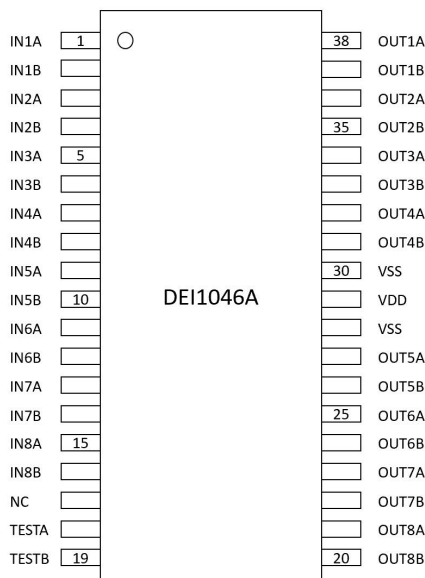 IN1A 1 38 OUT1A
IN1B OUT1B
IN2A OUT2A
IN2B 35 OUT2B
IN3A 5 OUT3A
IN3B OUT3B
IN4A OUT4A
IN4B OUT4B
IN5A 30 VSS
IN5B 10 DEI1046A VDD
IN6A VSS
IN6B OUT5A
IN7A OUT5B
IN7B 25 OUT6A
IN8A 15 OUT6B
IN8B OUT7A
NC OUT7B
TESTA OUT8A
TESTB 19 20 OUT8B